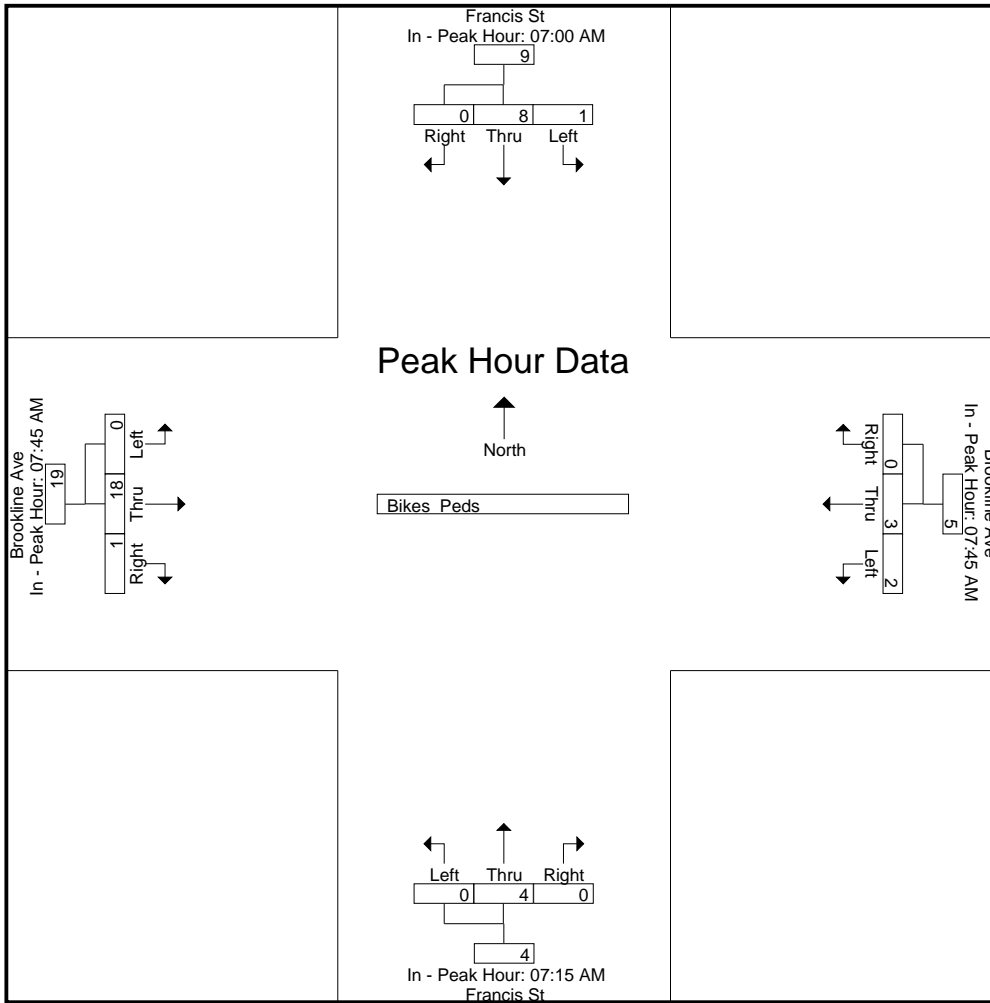 Francis St
In - Peak Hour: 07:00 AM
9
0 8 1
Right Thru Left
Peak Hour Data
North
Bikes Peds
Brookline Ave
In - Peak Hour: 07:45 AM
19
0 18 1
Left Thru Right
Brookline Ave
In - Peak Hour: 07:45 AM
5
0 3 2
Right Thru Left
Left Thru Right
0 4 0
4
In - Peak Hour: 07:15 AM
Francis St